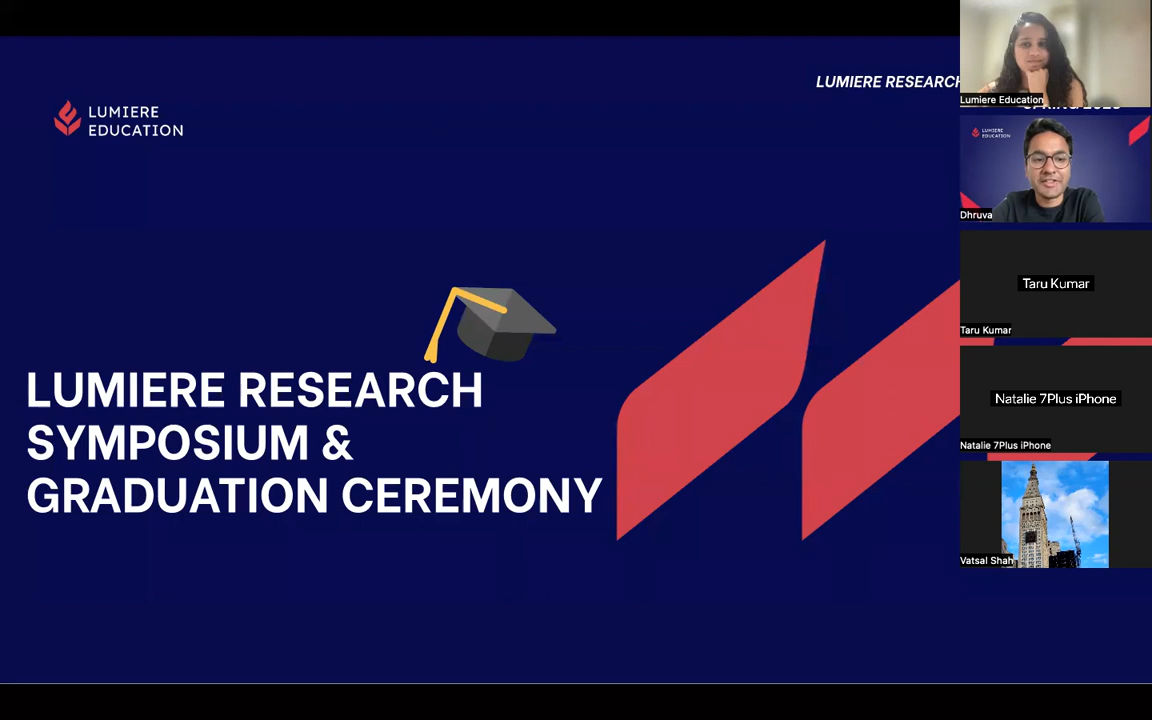 LUMIERE RESEARCH
LUMIERE
EDUCATION
LUMIERE RESEARCH
SYMPOSIUM &
GRADUATION CEREMONY
Lumiere Education
LUMIERE
EDUCATION
Dhruva
Taru Kumar
Taru Kumar
Natalie 7Plus iPhone
Natalie 7Plus iPhone
Vatsal Shah